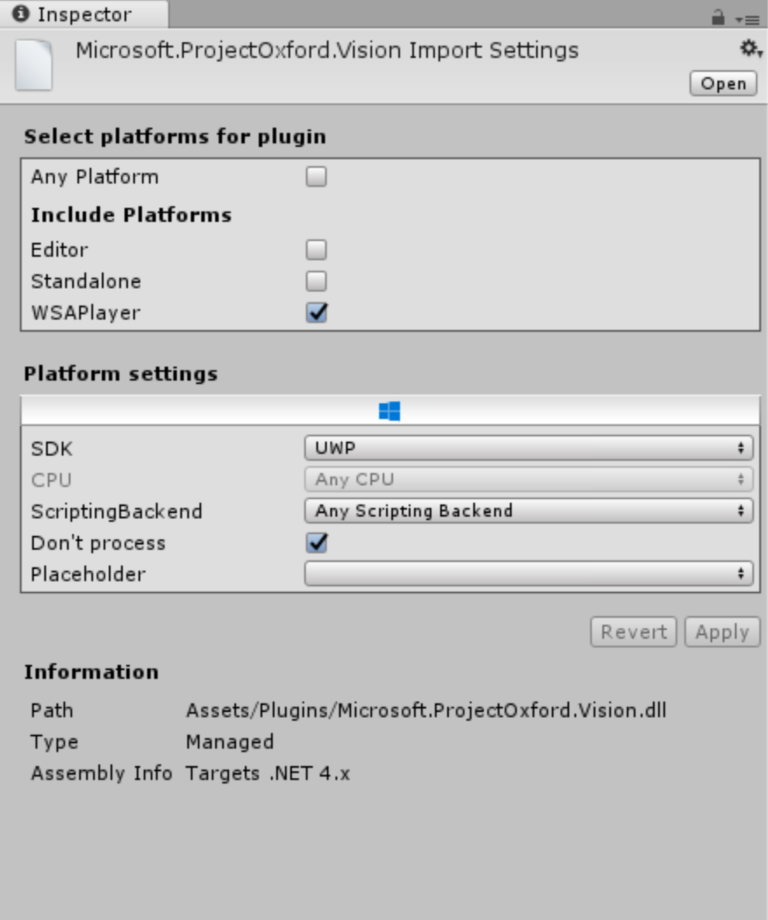 Inspector
Microsoft.ProjectOxford.Vision Import Settings
Open
Select platforms for plugin
Any Platform
Include Platforms
Editor
Standalone
WSAPlayer
Platform settings
SDK UWP
CPU Any CPU
ScriptingBackend Any Scripting Backend
Don't process
Placeholder
Revert Apply
Information
Path Assets/Plugins/Microsoft.ProjectOxford.Vision.dll
Type Managed
Assembly Info Targets .NET 4.x